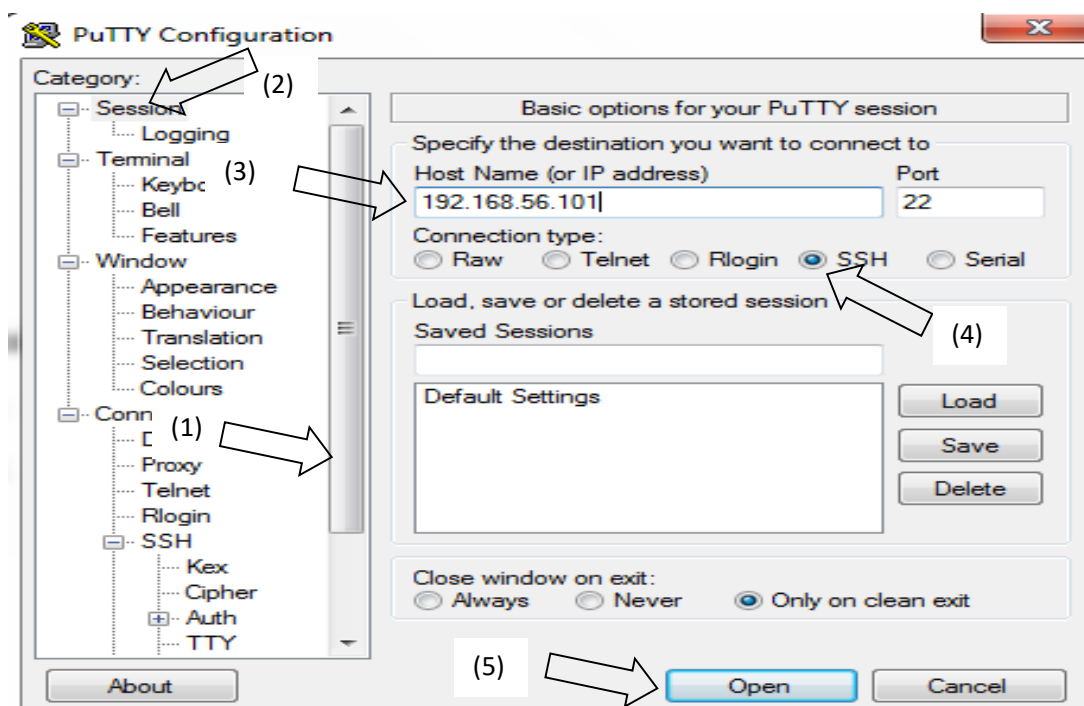 PuTTY Configuration
Category:
(2)
Session
Logging
Terminal
(3)
Bell
Features
Window
Appearance
Behaviour
Translation
Selection
Colours
(1)
Proxy
Telnet
Rlogin
SSH
Kex
Cipher
Auth
TTY
About
Basic options for your PuTTY session
Specify the destination you want to connect to
Host Name (or IP address) Port
192.168.56.101 22
Connection type:
Raw Telnet Rlogin SSH Serial
(4)
Load, save or delete a stored session
Saved Sessions
Default Settings
Load
Save
Delete
Close window on exit:
Always Never Only on clean exit
(5)
Open Cancel